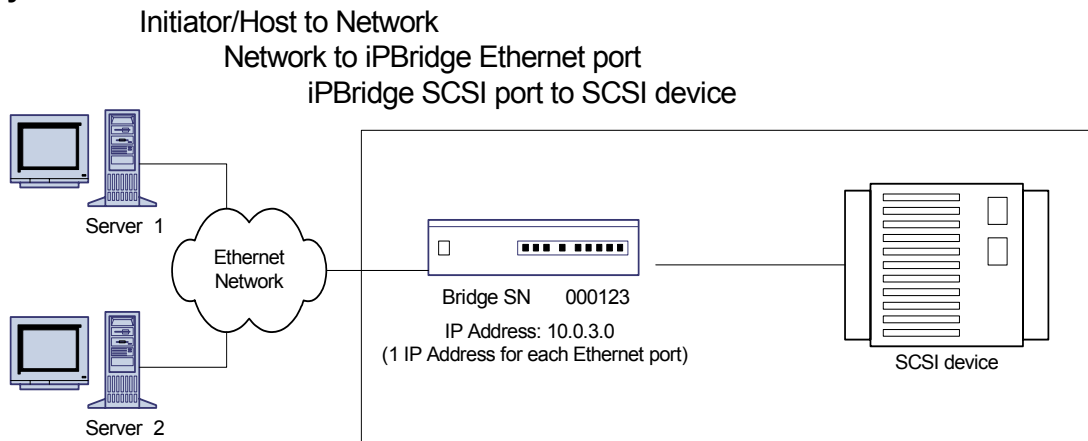 Initiator/Host to Network
Network to iPBridge Ethernet port
iPBridge SCSI port to SCSI device
Server 1
Ethernet
Network
Bridge SN 000123
IP Address: 10.0.3.0
(1 IP Address for each Ethernet port)
SCSI device
Server 2